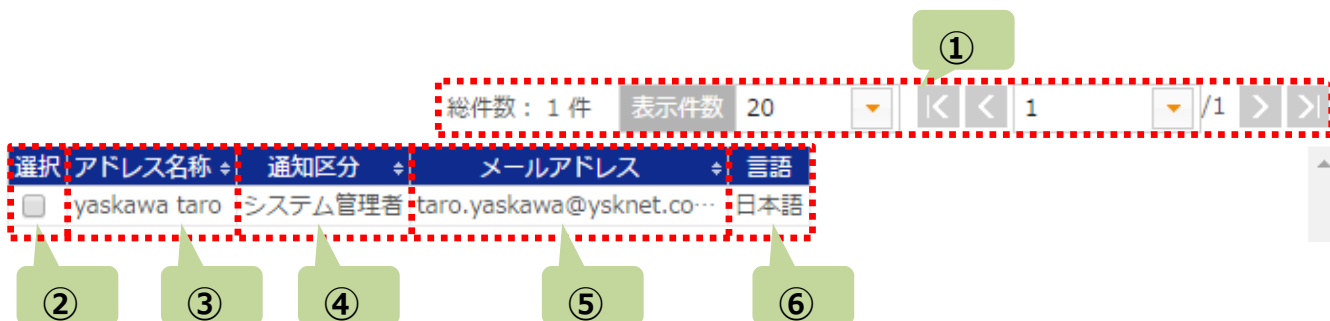 ①
総件数： 1 件 表示件数 20 1 /1
選択 アドレス名称 通知区分 メールアドレス 言語
yaskawa taro システム管理者 taro.yaskawa@ysknet.co… 日本語
② ③ ④ ⑤ ⑥